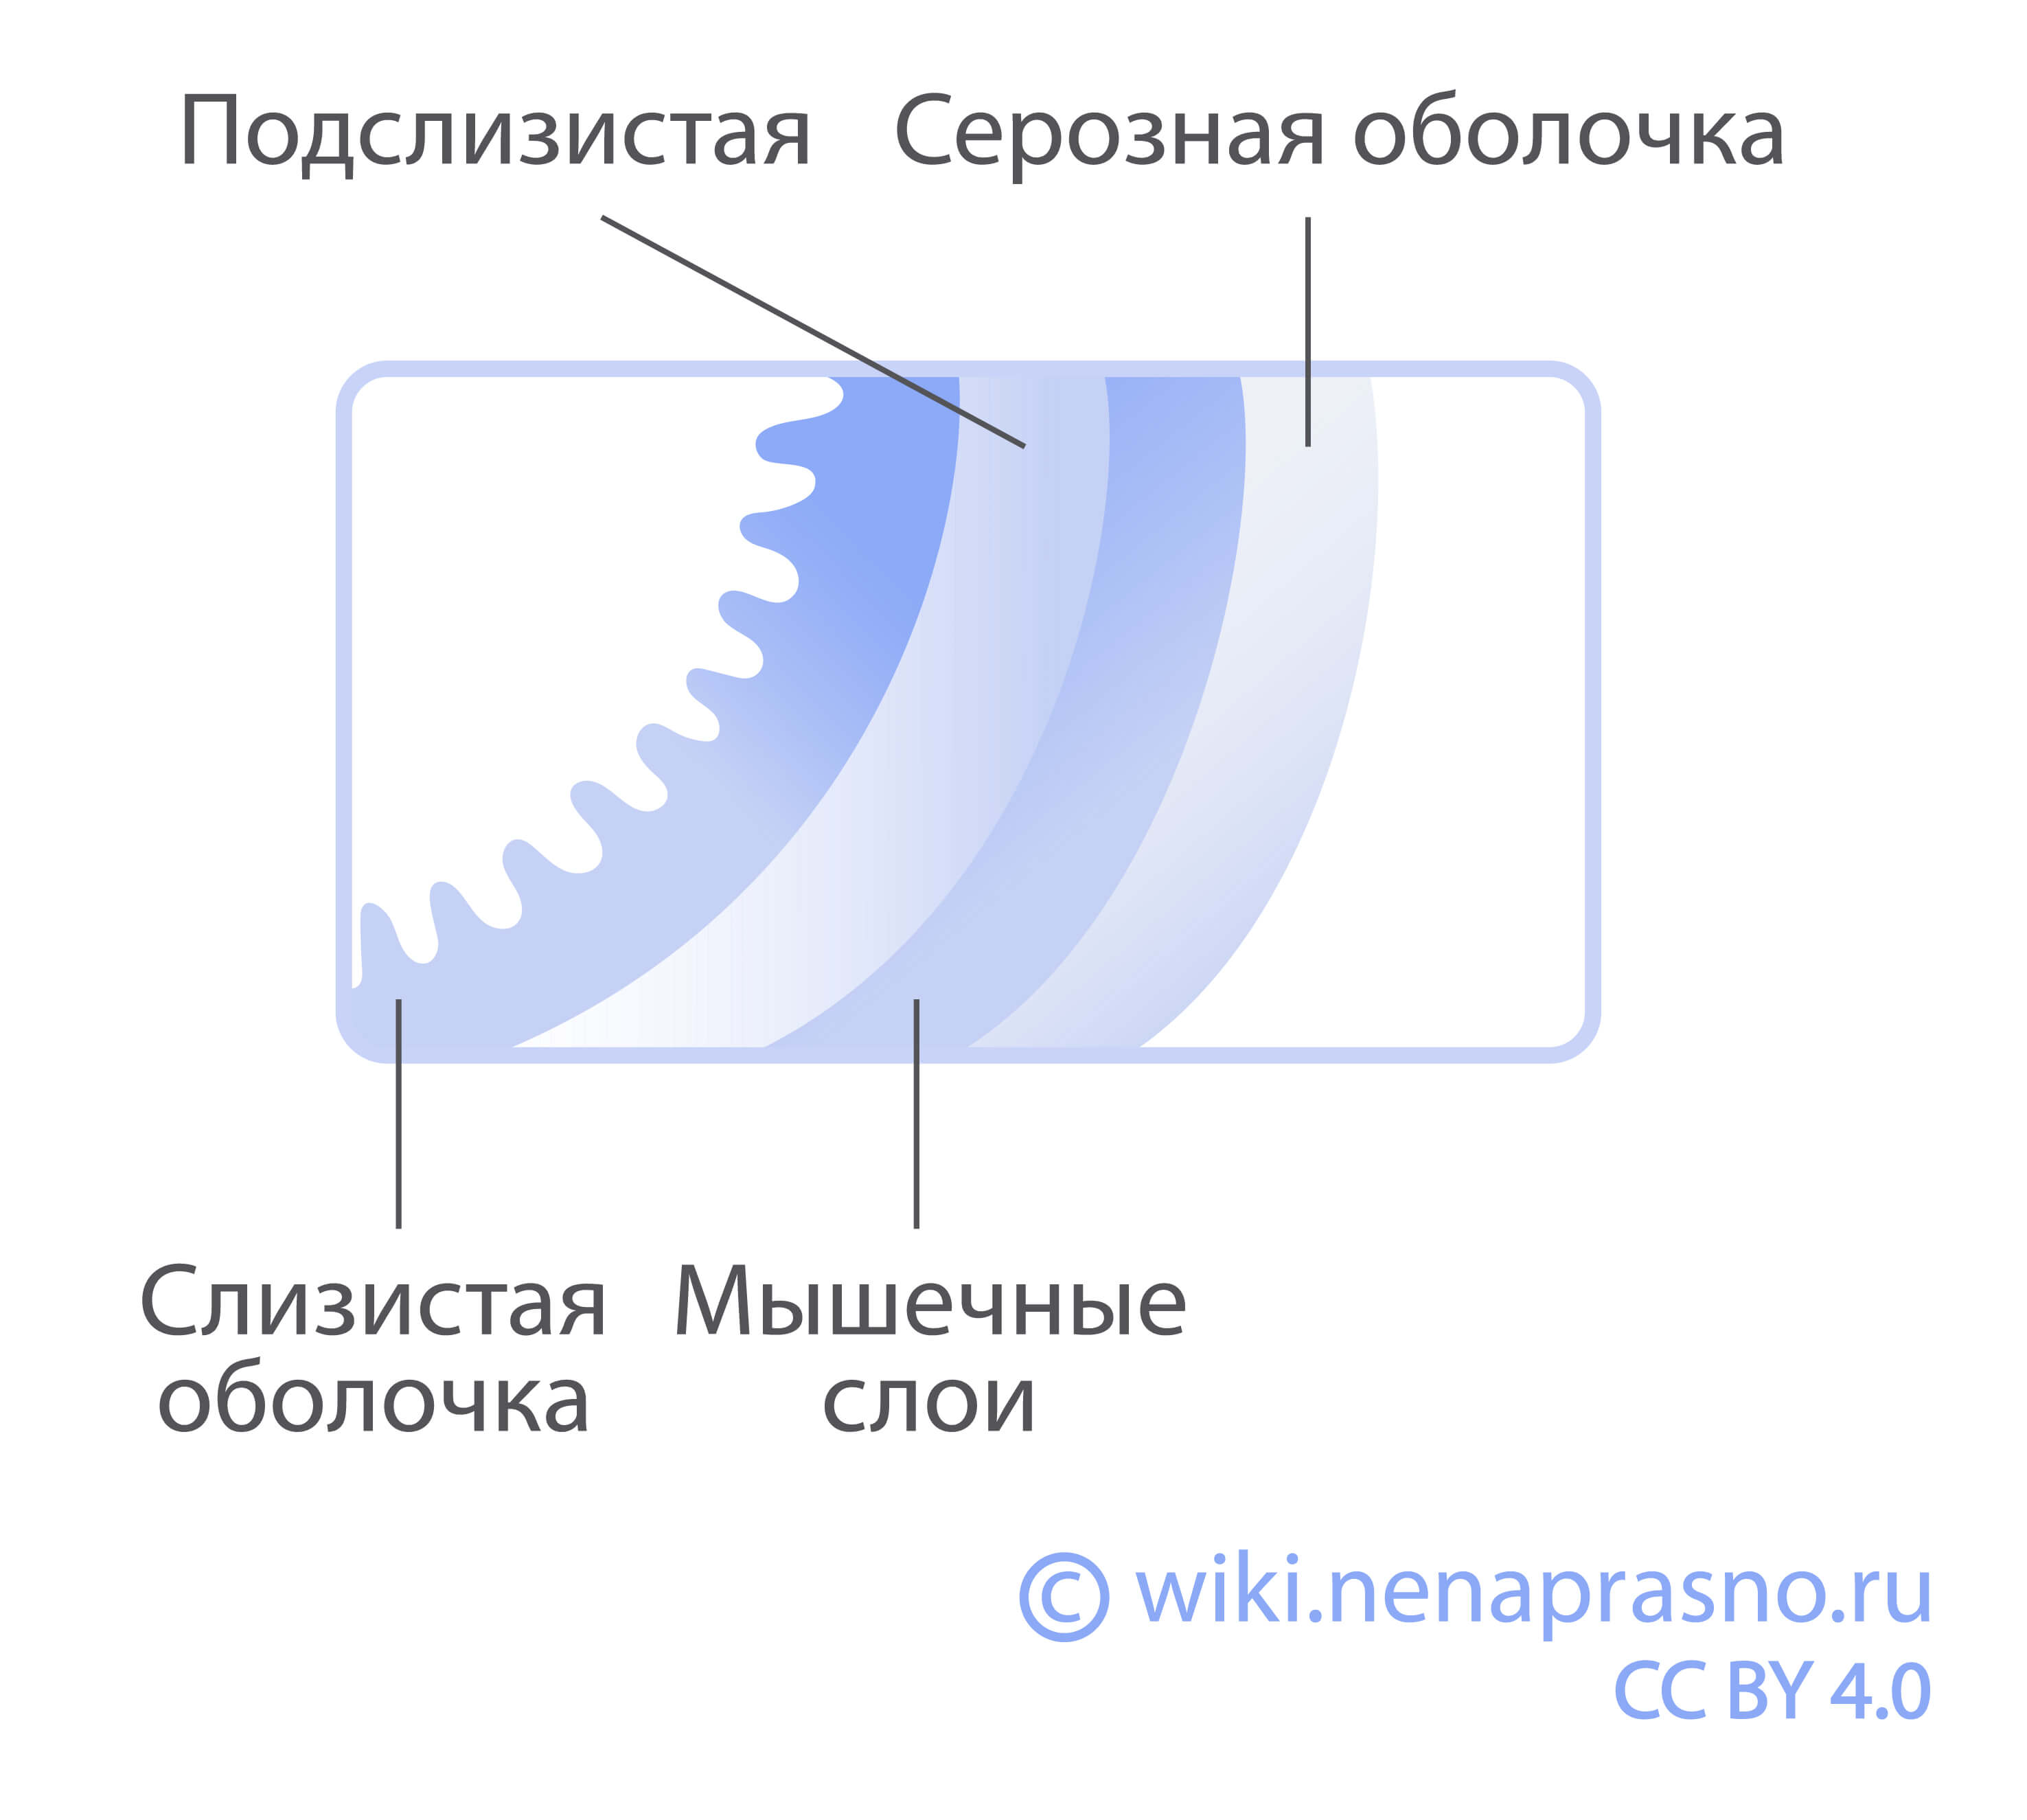 Подслизистая
Серозная оболочка
Слизистая
оболочка
Мышечные
слои
© wiki.nenaprasno.ru
CC BY 4.0